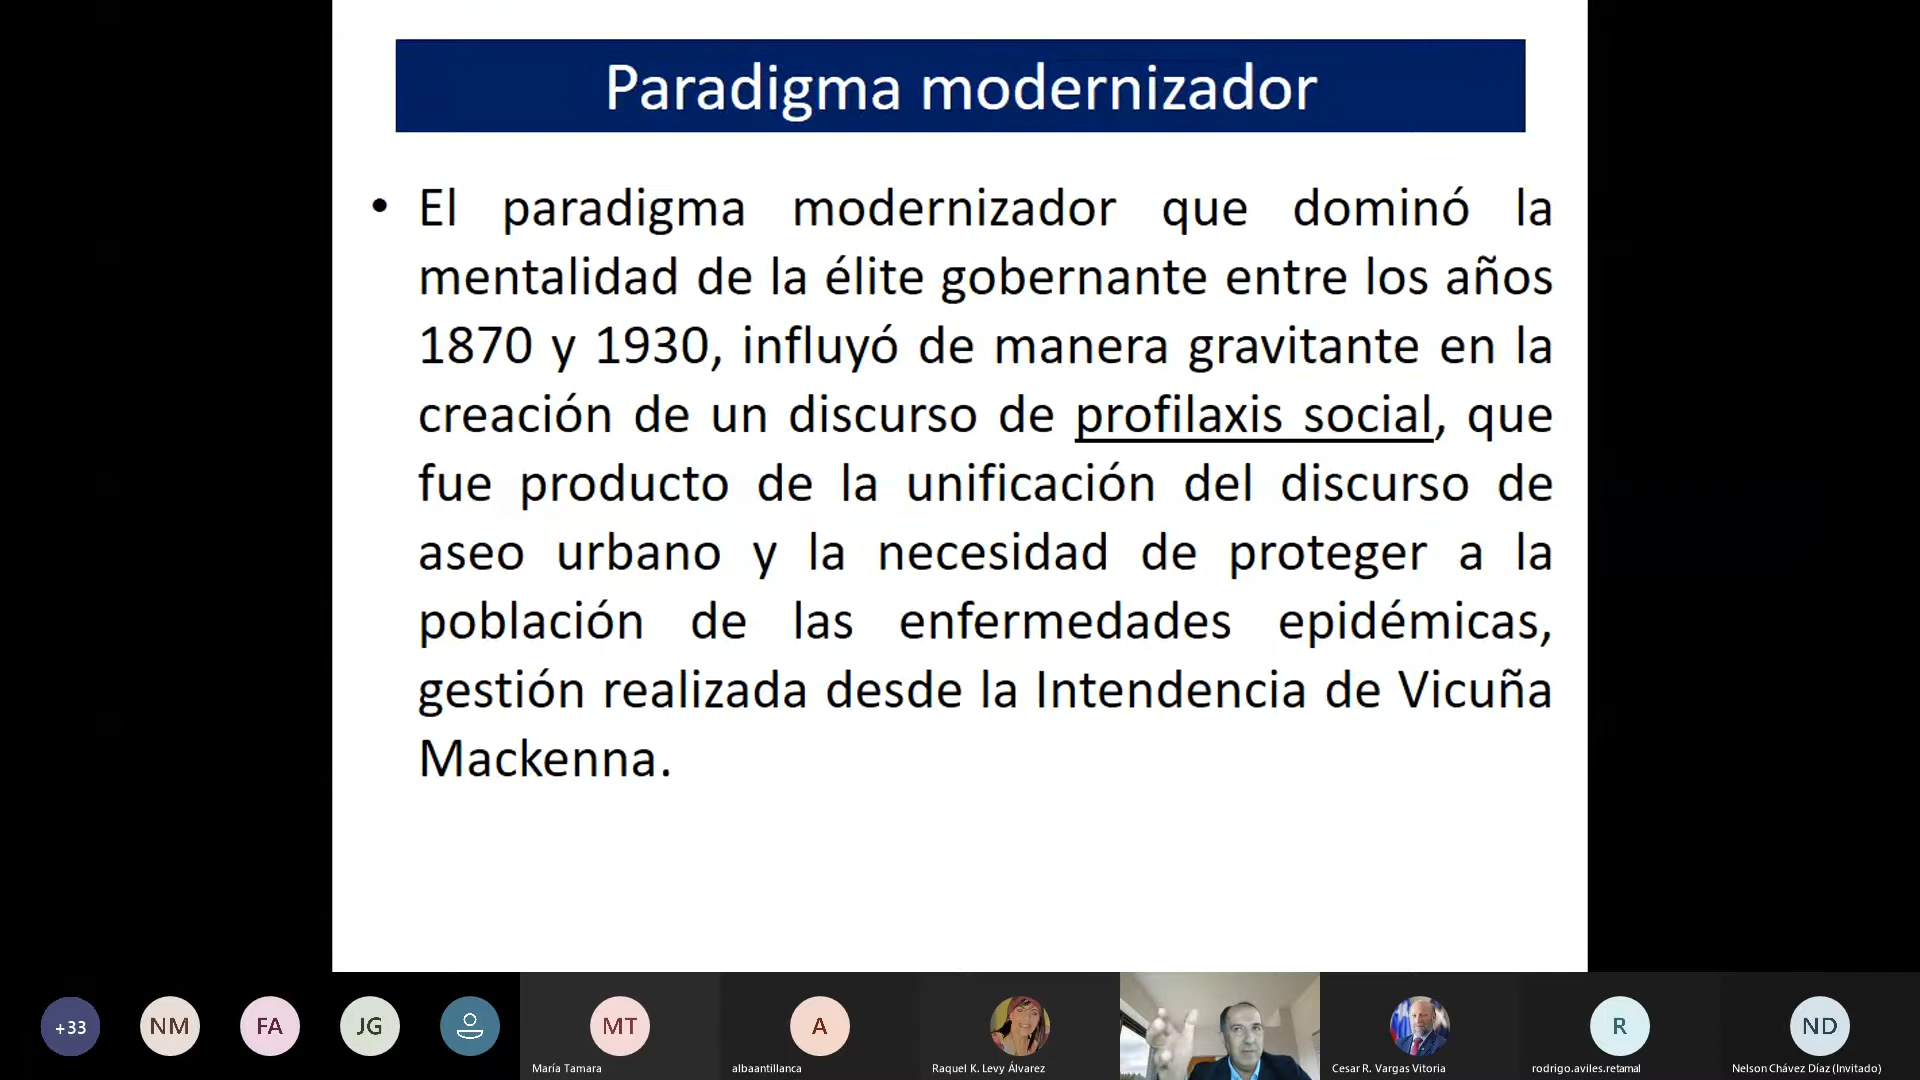 Paradigma modernizador
• El paradigma modernizador que dominó la
mentalidad de la élite gobernante entre los años
1870 y 1930, influyó de manera gravitante en la
creación de un discurso de profilaxis social, que
fue producto de la unificación del discurso de
aseo urbano y la necesidad de proteger a la
población de las enfermedades epidémicas,
gestión realizada desde la Intendencia de Vicuña
Mackenna.
+33
NM
FA
JG
MT
María Tamara
A
albaantillanca
Raquel K. Levy Álvarez
Cesar R. Vargas Vitoria
R
rodrigo.aviles.retamal
ND
Nelson Chávez Díaz (Invitado)